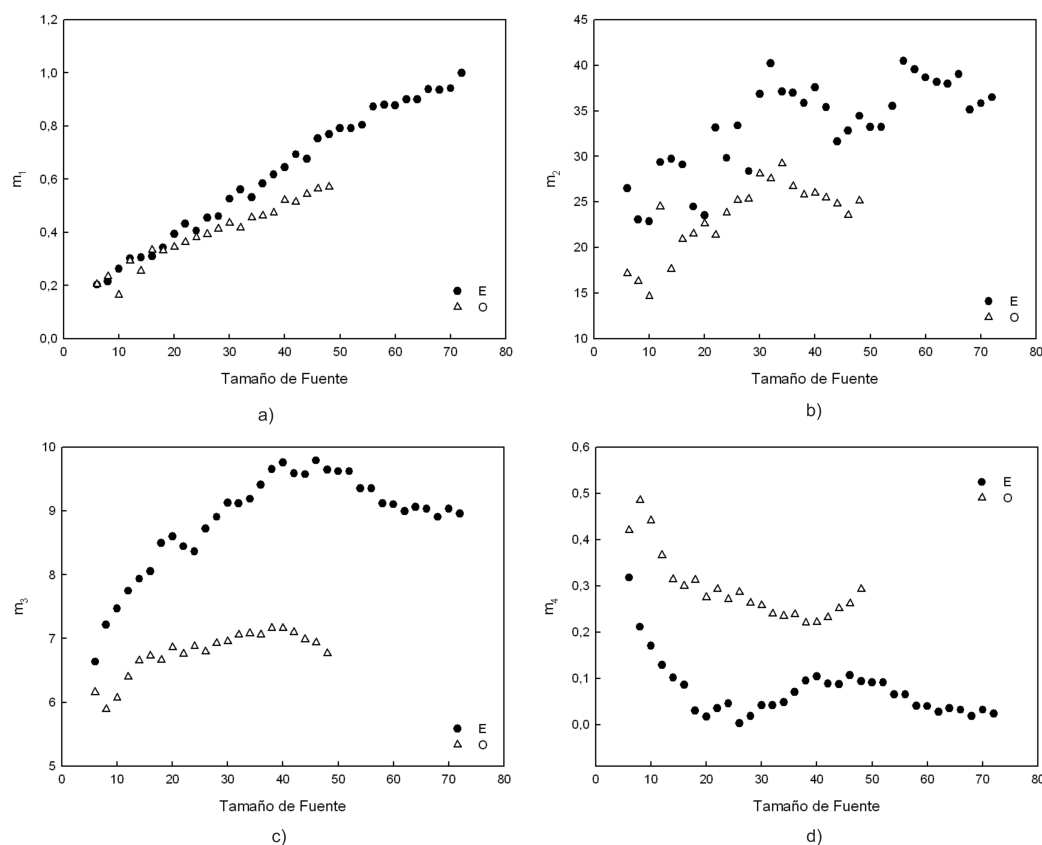 1,2
1,0
0,8
0,6
0,4
0,2
0,0
m1
E
O
0 10 20 30 40 50 60 70 80
Tamaño de Fuente
a)
45
40
35
30
25
20
15
10
m2
E
O
0 10 20 30 40 50 60 70 80
Tamaño de Fuente
b)
10
9
8
7
6
5
m3
E
O
0 10 20 30 40 50 60 70 80
Tamaño de Fuente
c)
0,6
0,5
0,4
0,3
0,2
0,1
0,0
m4
E
O
0 10 20 30 40 50 60 70 80
Tamaño de Fuente
d)